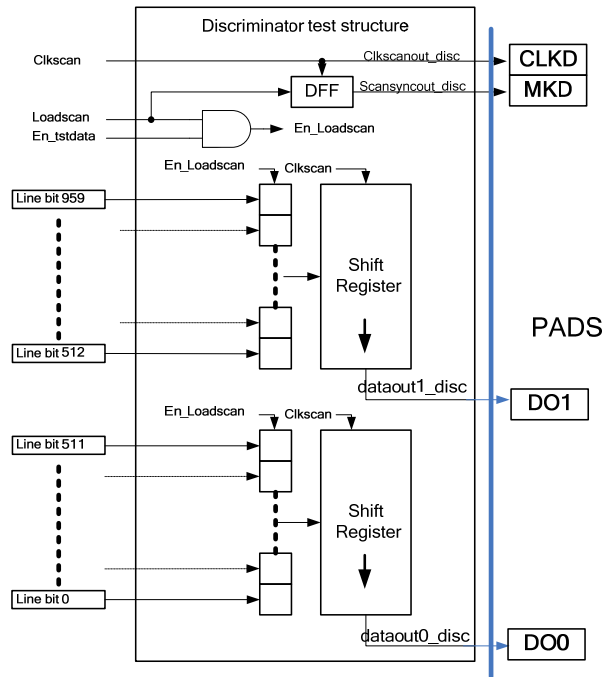 Discriminator test structure
Clkscan
Clkscanout_disc
CLKD
DFF
Scansyncout_disc
MKD
Loadscan
En_tstdata
En_Loadscan
En_Loadscan
Clkscan
Line bit 959
Shift
Register
PADS
Line bit 512
dataout1_disc
DO1
En_Loadscan
Clkscan
Line bit 511
Shift
Register
Line bit 0
dataout0_disc
DO0